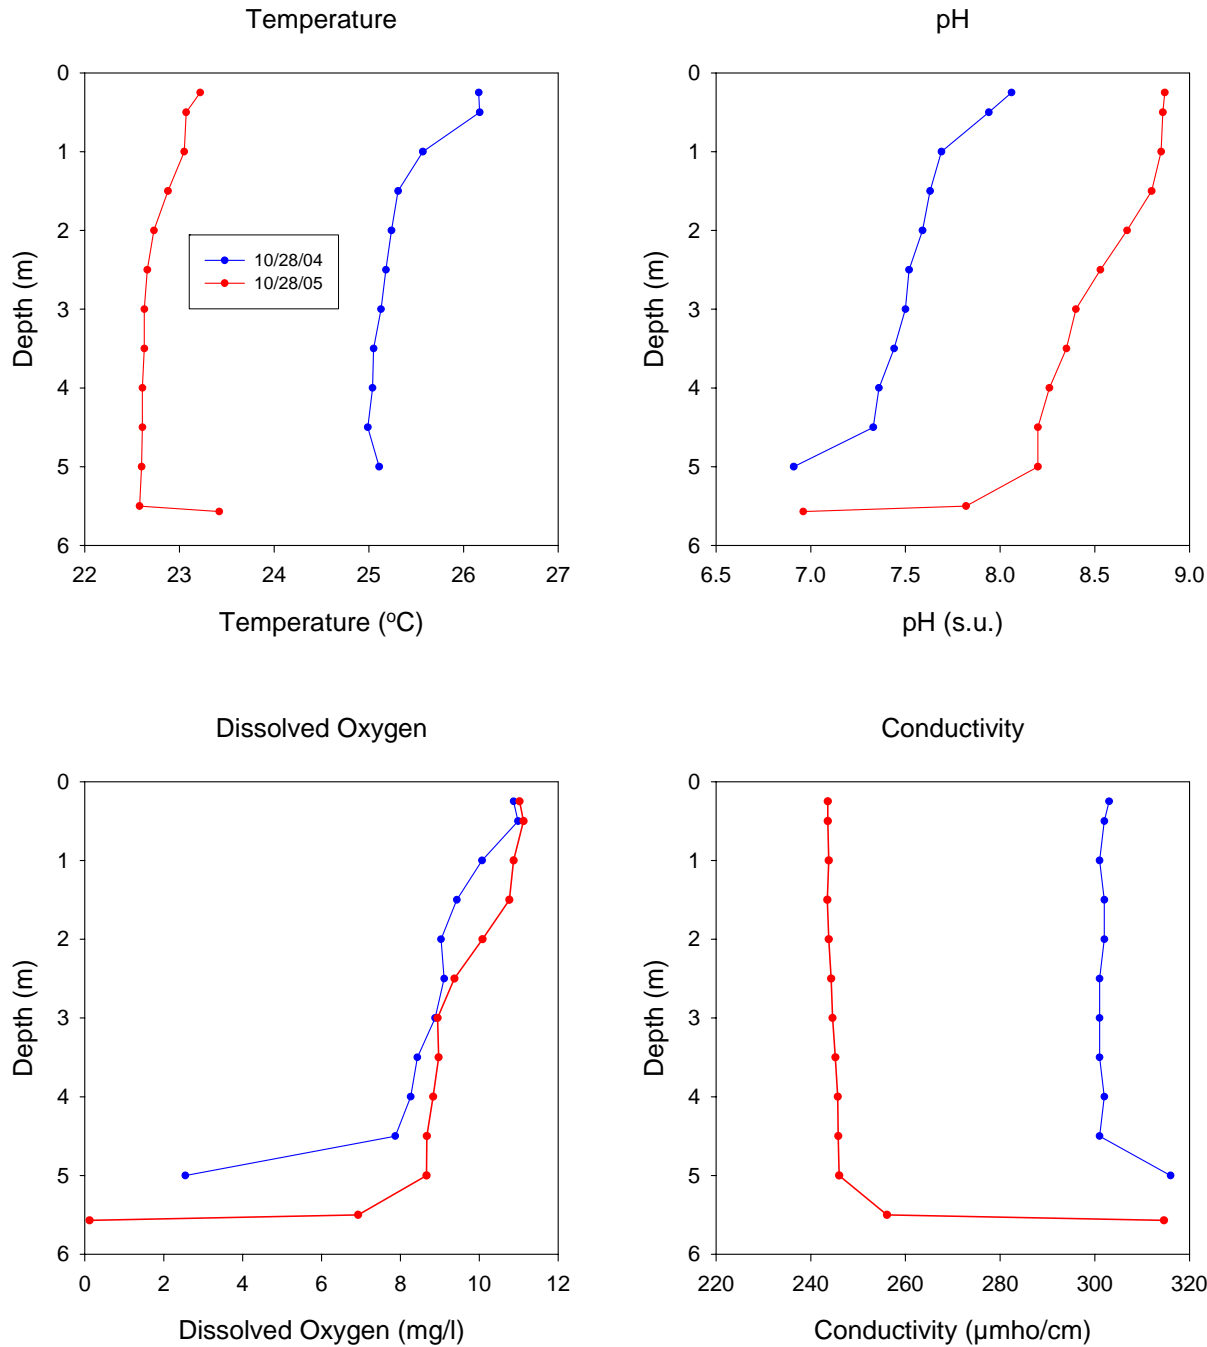 Temperature
pH
0
1
2
3
4
5
6
Depth (m)
10/28/04
10/28/05
22 23 24 25 26 27
Temperature (oC)
0
1
2
3
4
5
6
Depth (m)
6.5 7.0 7.5 8.0 8.5 9.0
pH (s.u.)
Dissolved Oxygen
Conductivity
0
1
2
3
4
5
6
Depth (m)
0 2 4 6 8 10 12
Dissolved Oxygen (mg/l)
0
1
2
3
4
5
6
Depth (m)
220 240 260 280 300 320
Conductivity (µmho/cm)